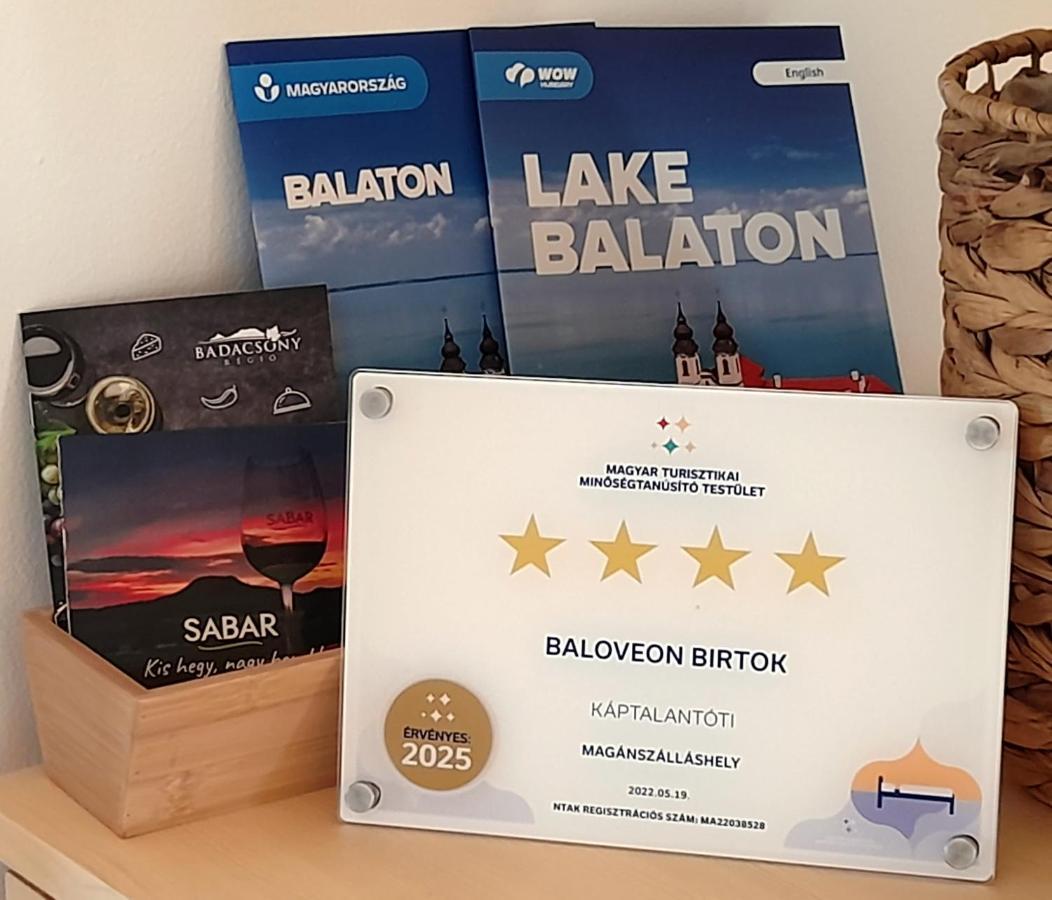 MAGYARORSZÁG
BALATON
WOW
HUNGARY
English
LAKE
BALATON
BADACSONY
RÉGIÓ
SABAR
SABAR
Kis hegy, nagy
MAGYAR TURISZTIKAI
MINŐSÉGTANÚSÍTÓ TESTÜLET
BALOVEON BIRTOK
KÁPTALANTÓTI
MAGÁNSZÁLLÁSHELY
2022.05.19.
NTAK REGISZTRÁCIÓS SZÁM: MA22038528
ÉRVÉNYES:
2025